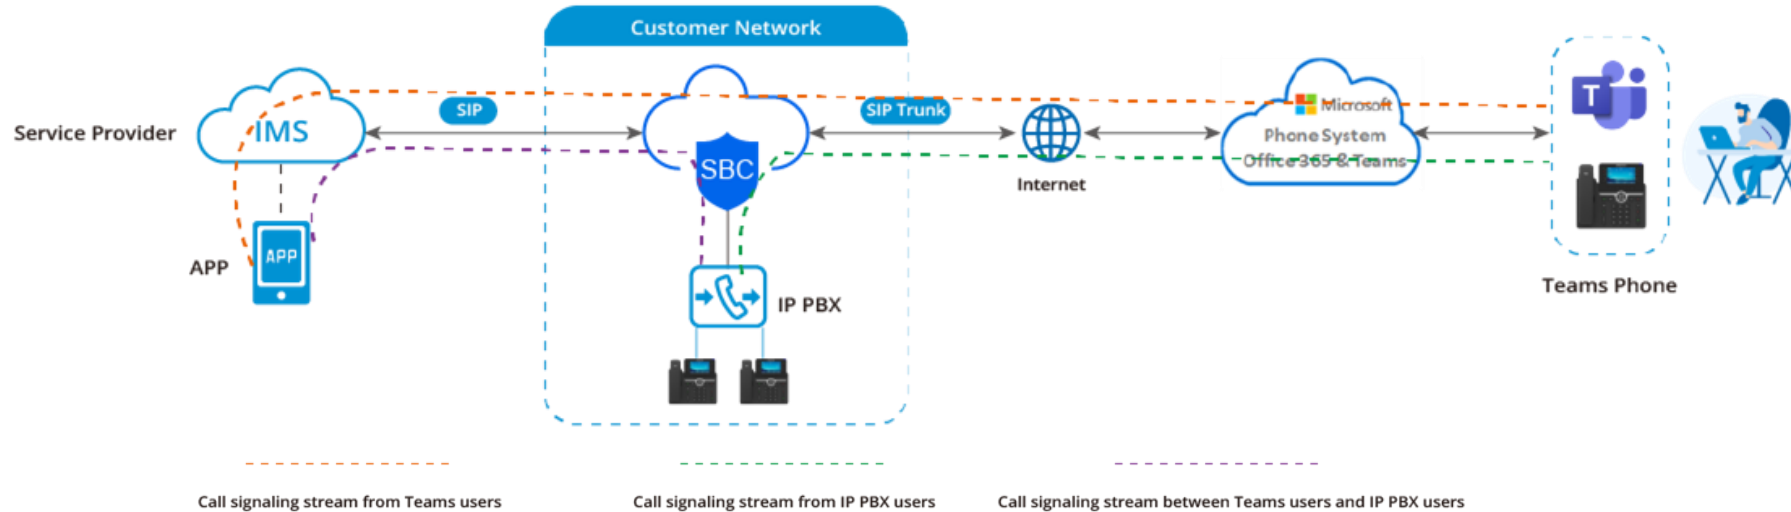 Customer Network
SIP
SIP Trunk
Service Provider
IMS
SBC
Internet
Microsoft
Phone System
Office 365 & Teams
T
APP
APP
IP PBX
Teams Phone
Call signaling stream from Teams users
Call signaling stream from IP PBX users
Call signaling stream between Teams users and IP PBX users